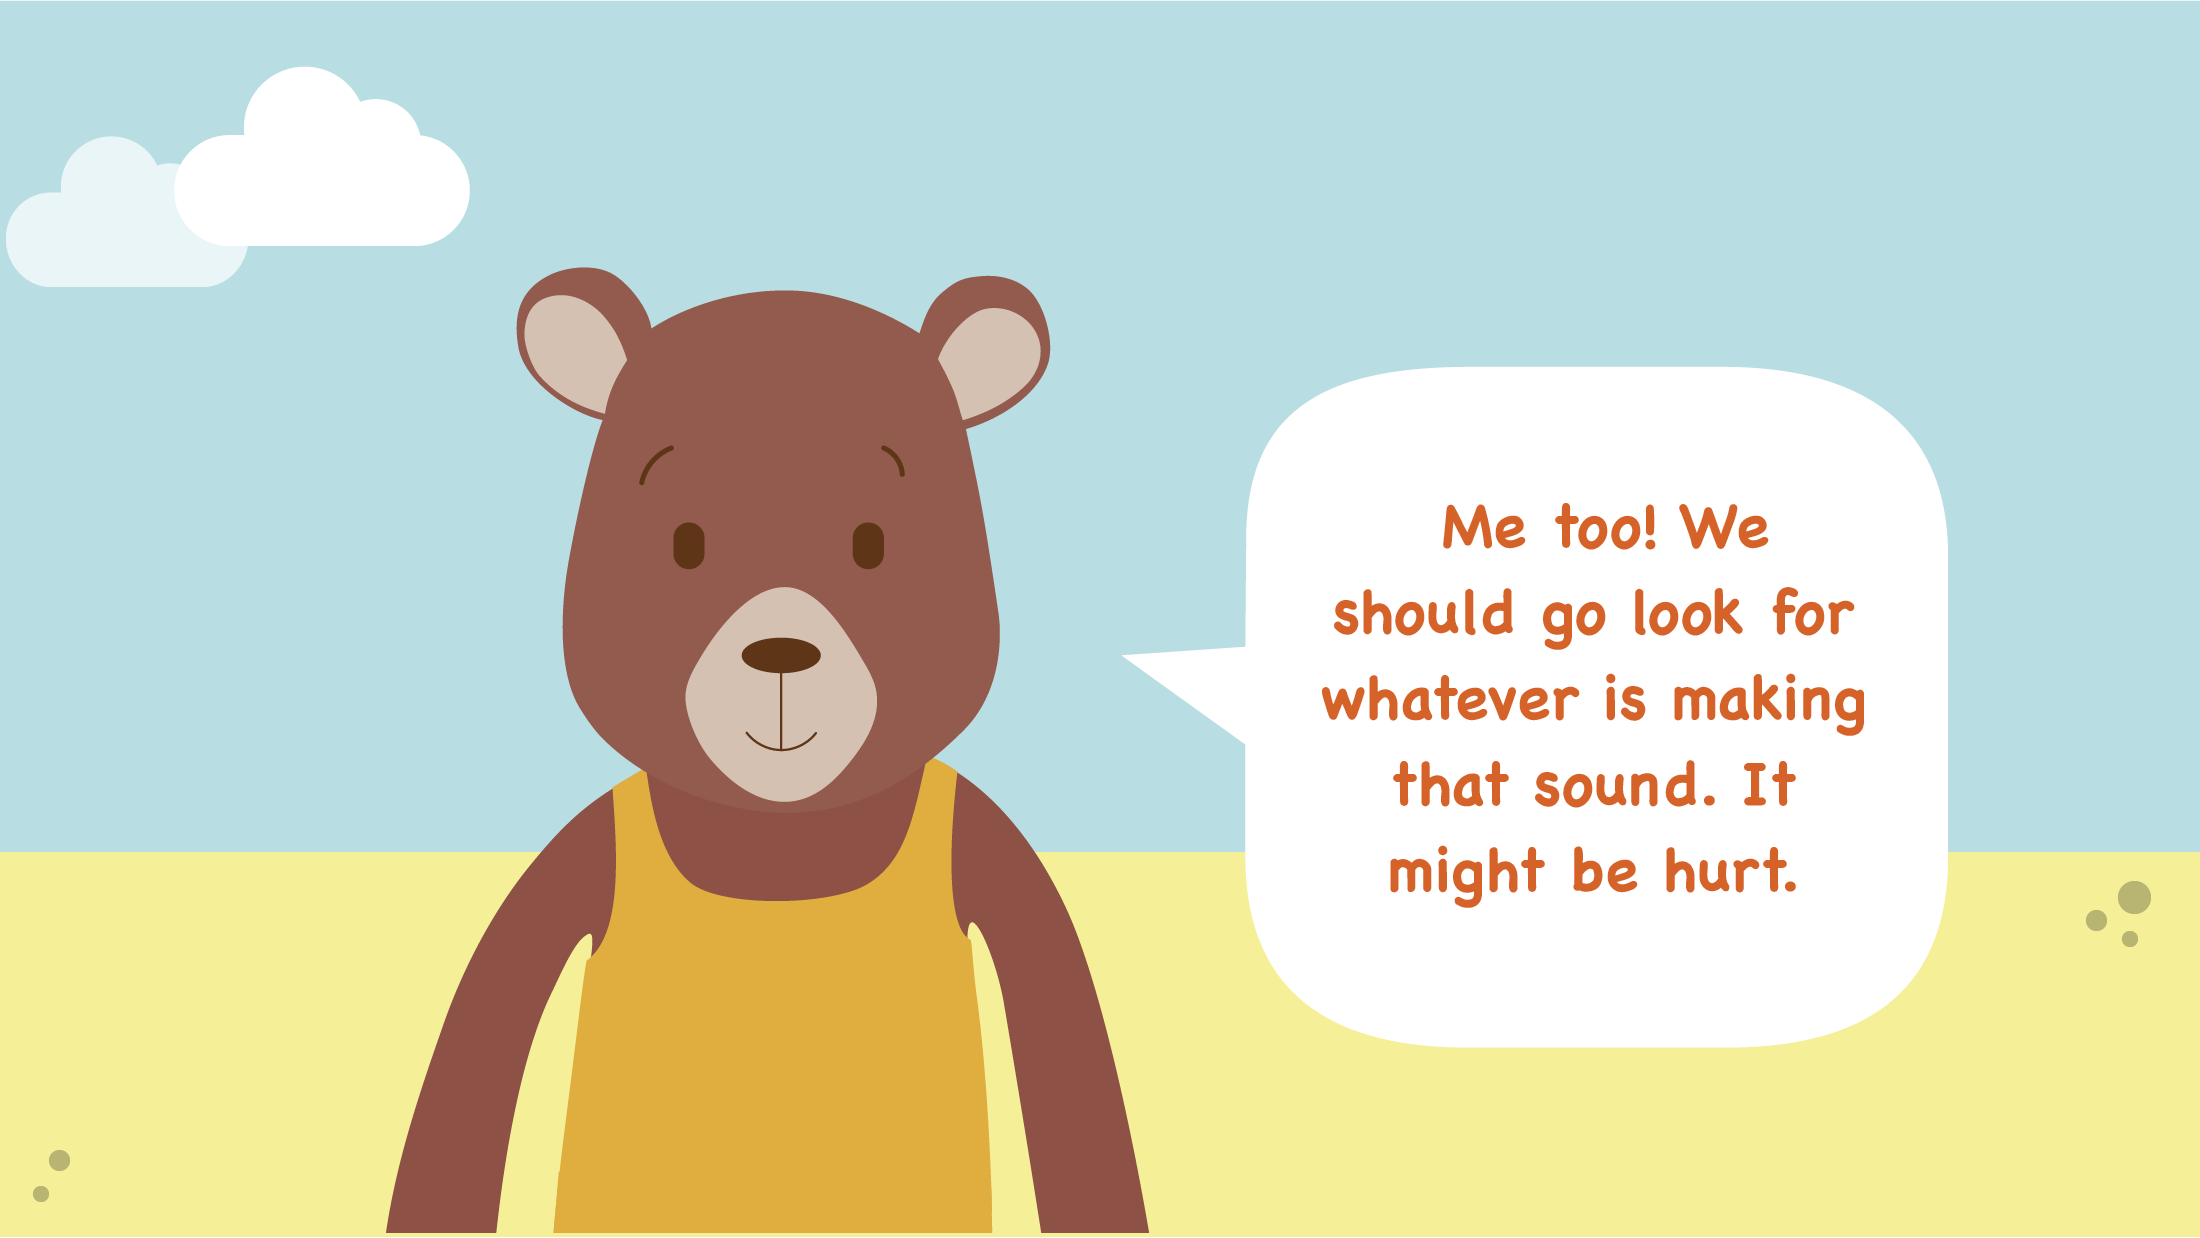 Me too! We
should go look for
whatever is making
that sound. It
might be hurt.